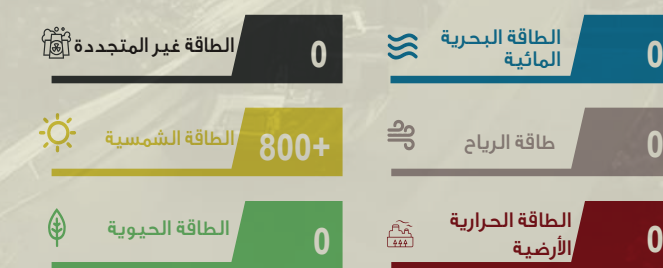 الطاقة البحرية
المائية
0
الطاقة غير المتجددة
0
طاقة الرياح
0
الطاقة الشمسية
800+
الطاقة الحرارية
الأرضية
0
الطاقة الحيوية
0